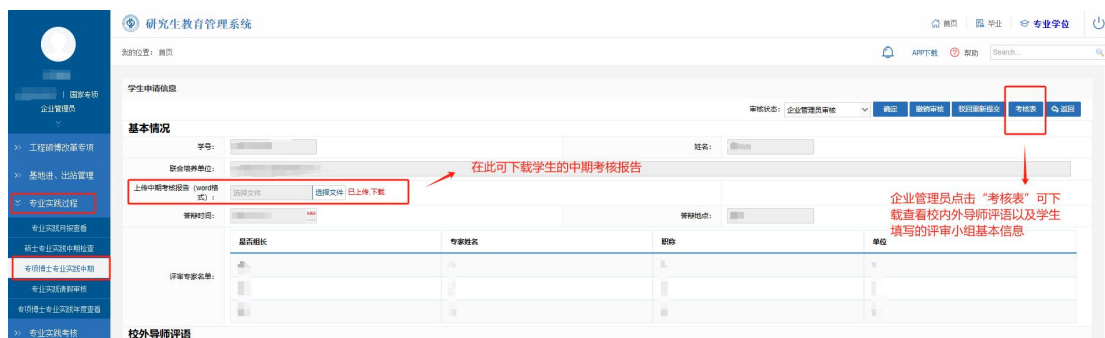 研究生教育管理系统
首页
毕业
专业学位
我的位置：首页
APP下载
帮助
Search...
| 国家专项
企业管理员
工程硕博改革专项
基地进、出站管理
专业实践过程
专业实践月报查看
硕士专业实践中期检查
专项博士专业实践中期
专业实践请假审核
专项博士专业实践年度查看
专业实践考核
学生申请信息
审核状态： 企业管理员审核 确定 撤销审核 驳回重新提交 考核表 返回
基本情况
学号：
姓名：
联合培养单位：
在此可下载学生的中期考核报告
上传中期考核报告（word格
式）：
选择文件 选择文件 已上传,下载
答辩时间：
答辩地点：
企业管理员点击“考核表”可下
载查看校内外导师评语以及学生
填写的评审小组基本信息
是否组长 专家姓名 职称 单位
评审专家名单：
校外导师评语